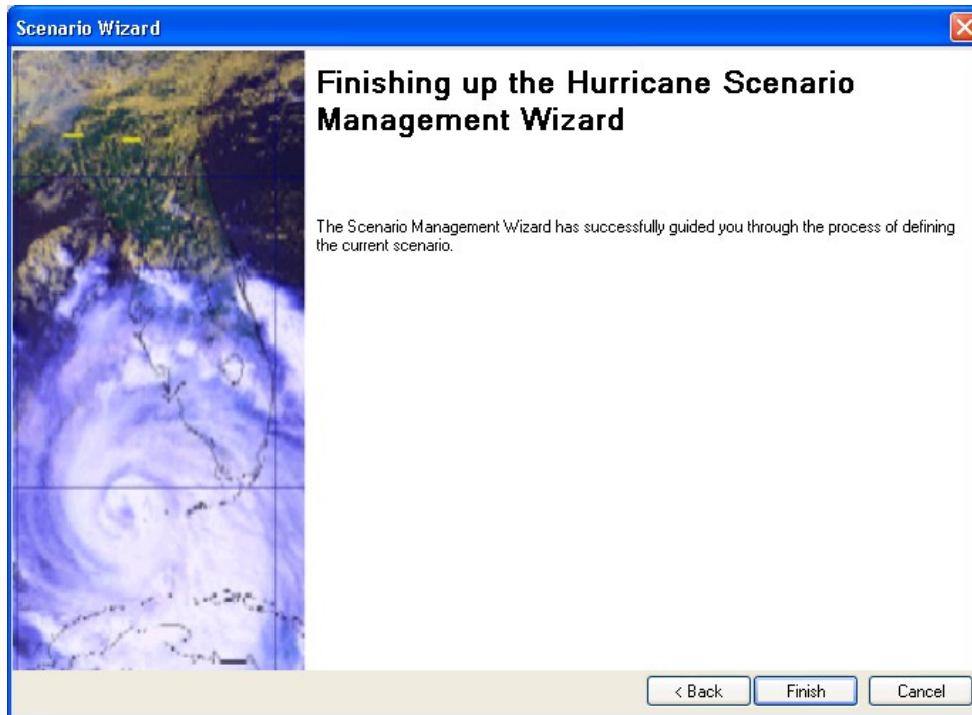 Scenario Wizard
Finishing up the Hurricane Scenario
Management Wizard
The Scenario Management Wizard has successfully guided you through the process of defining
the current scenario.
< Back
Finish
Cancel